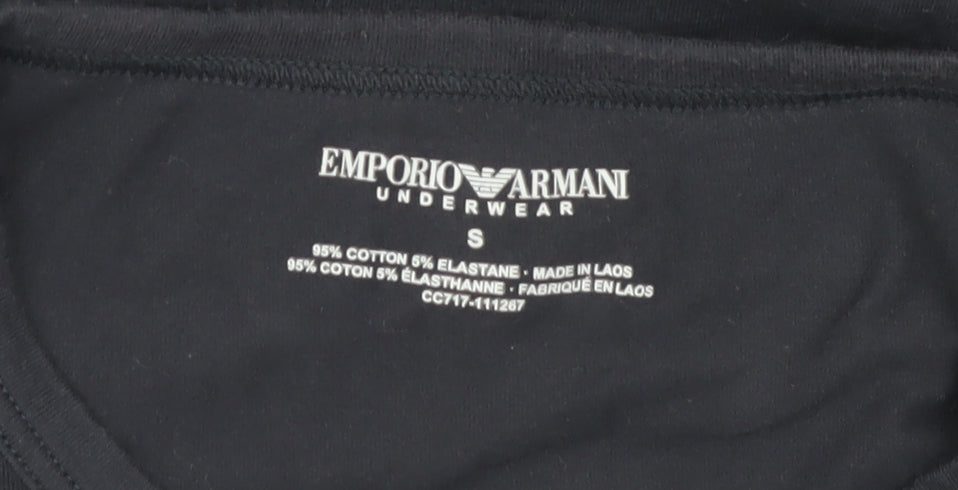 EMPORIO ARMANI
UNDERWEAR
S
95% COTTON 5% ELASTANE · MADE IN LAOS
95% COTON 5% ÉLASTHANNE · FABRIQUÉ EN LAOS
CC717-111267